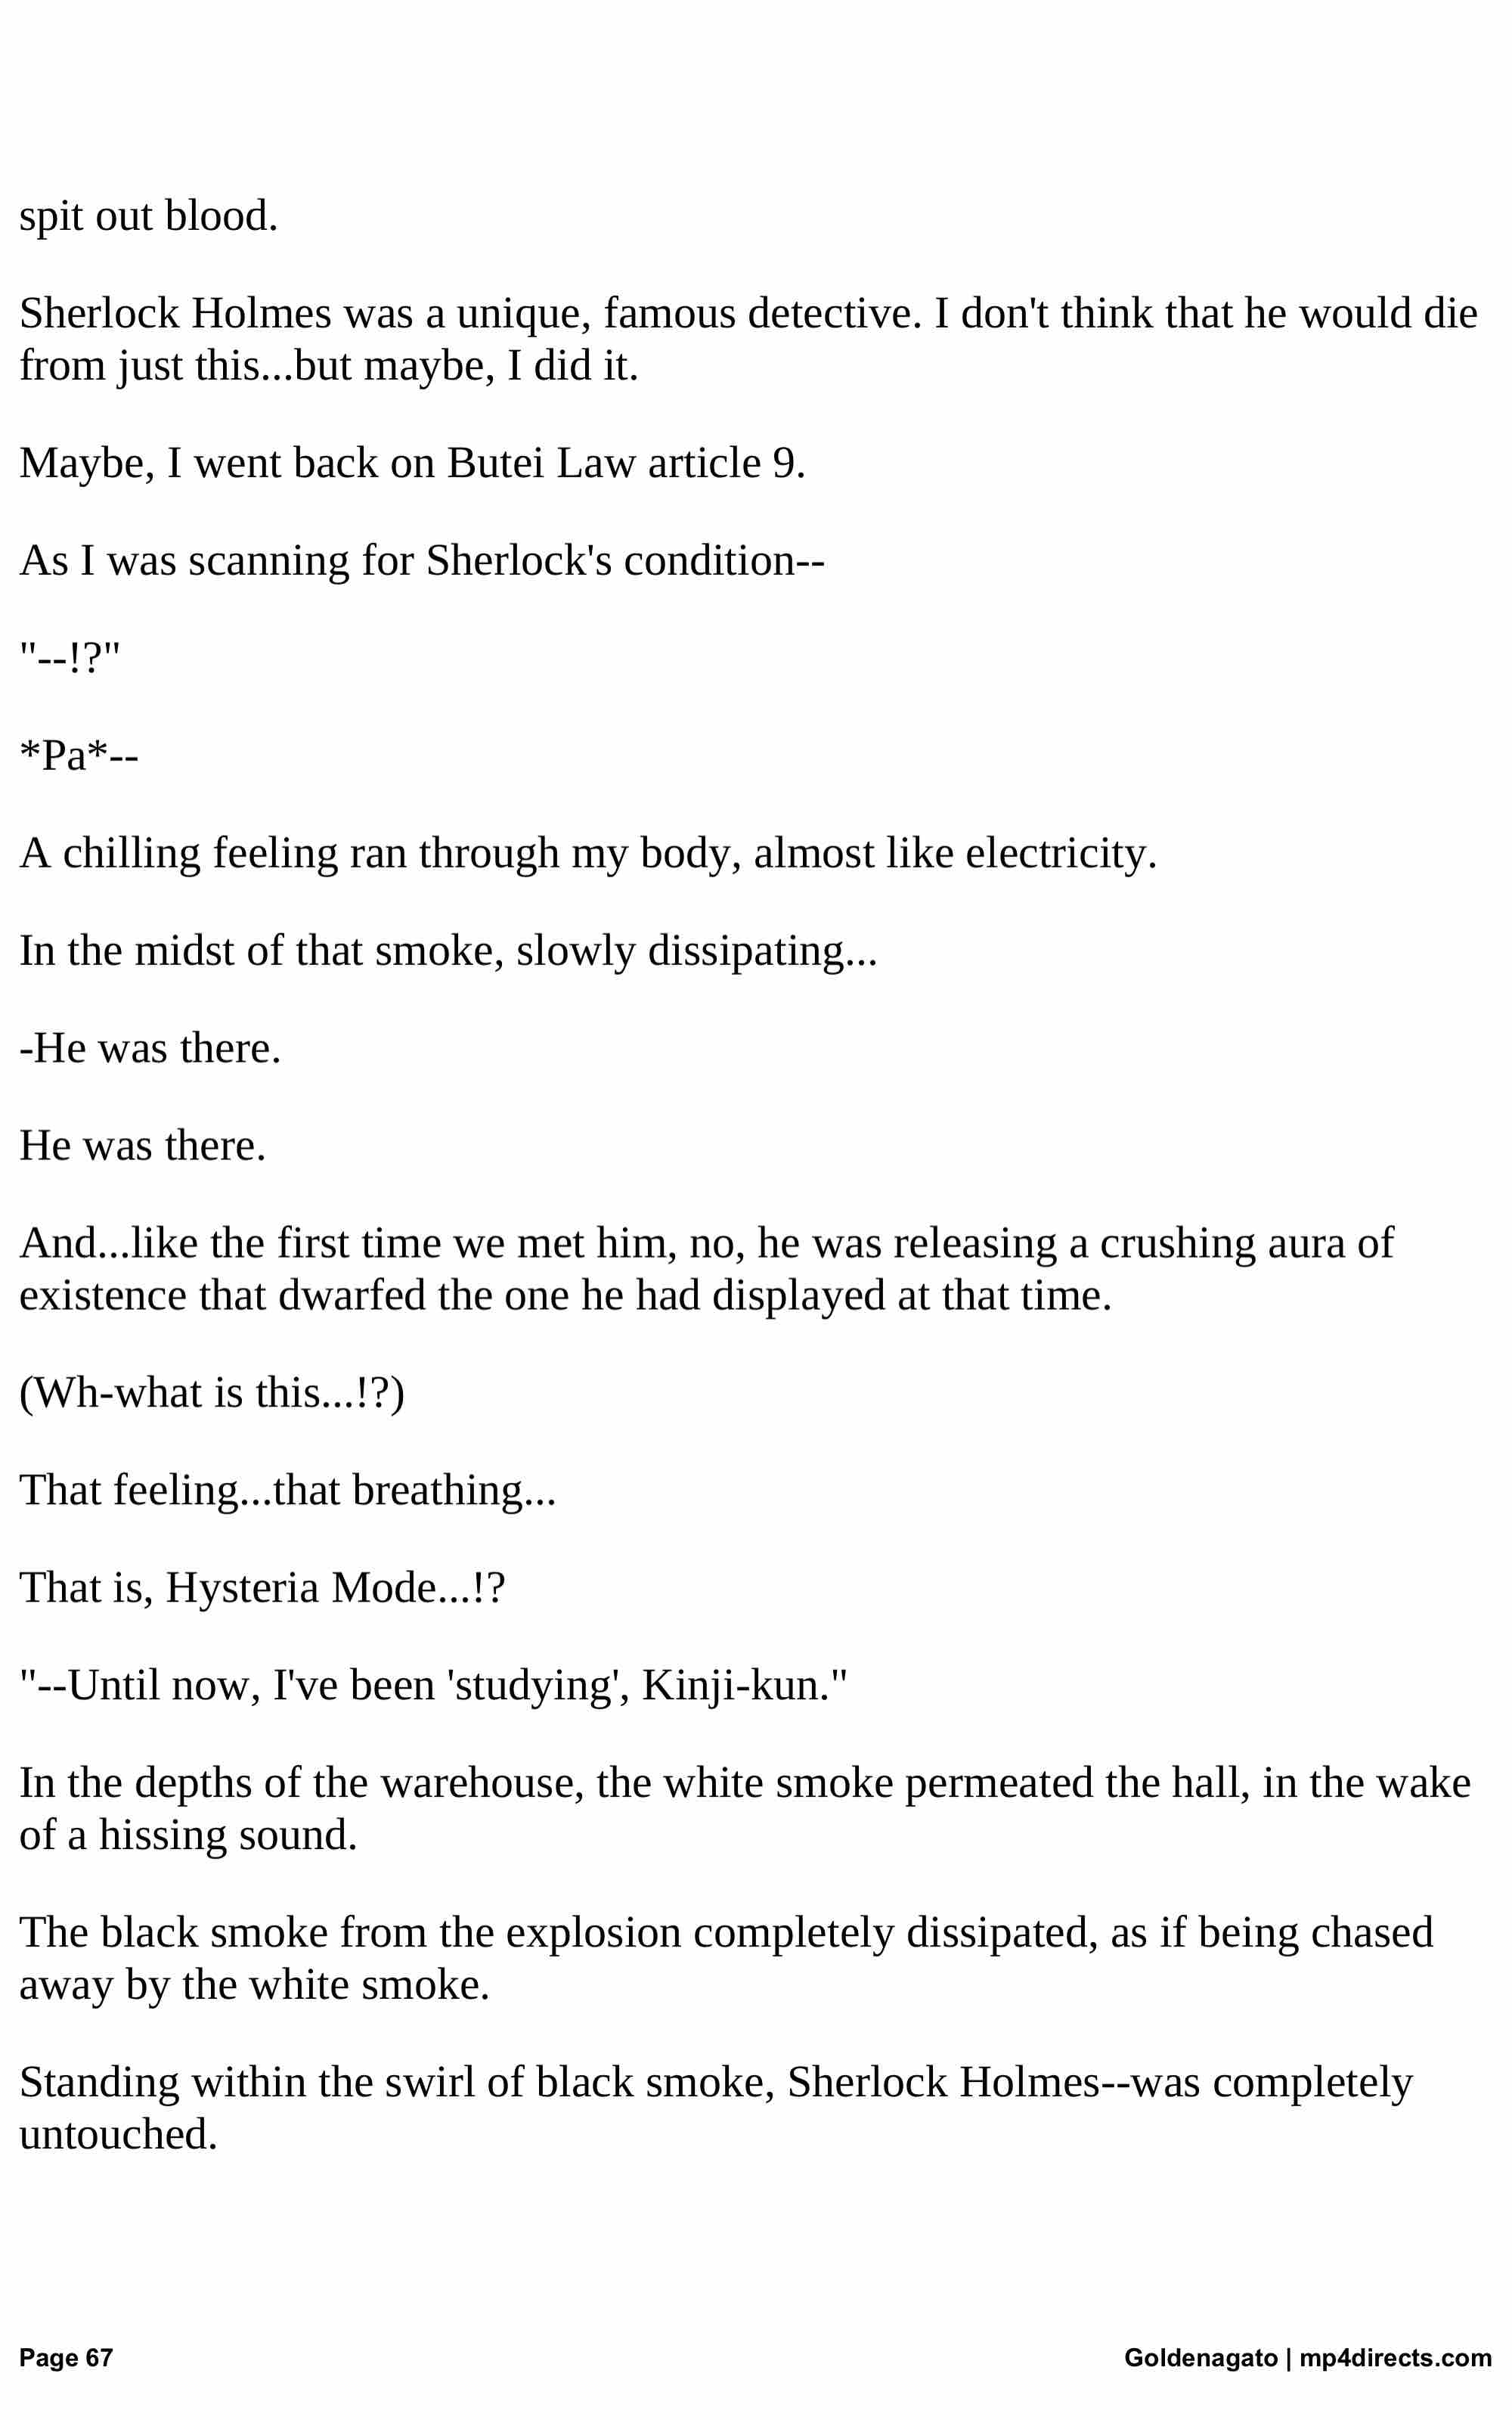 spit out blood.
Sherlock Holmes was a unique, famous detective. I don't think that he would die
from just this...but maybe, I did it.
Maybe, I went back on Butei Law article 9.
As I was scanning for Sherlock's condition--
"--!?"
*Pa*--
A chilling feeling ran through my body, almost like electricity.
In the midst of that smoke, slowly dissipating...
-He was there.
He was there.
And...like the first time we met him, no, he was releasing a crushing aura of
existence that dwarfed the one he had displayed at that time.
(Wh-what is this...!?)
That feeling...that breathing...
That is, Hysteria Mode...!?
"--Until now, I've been 'studying', Kinji-kun."
In the depths of the warehouse, the white smoke permeated the hall, in the wake
of a hissing sound.
The black smoke from the explosion completely dissipated, as if being chased
away by the white smoke.
Standing within the swirl of black smoke, Sherlock Holmes--was completely
untouched.
Page 67 Goldenagato | mp4directs.com